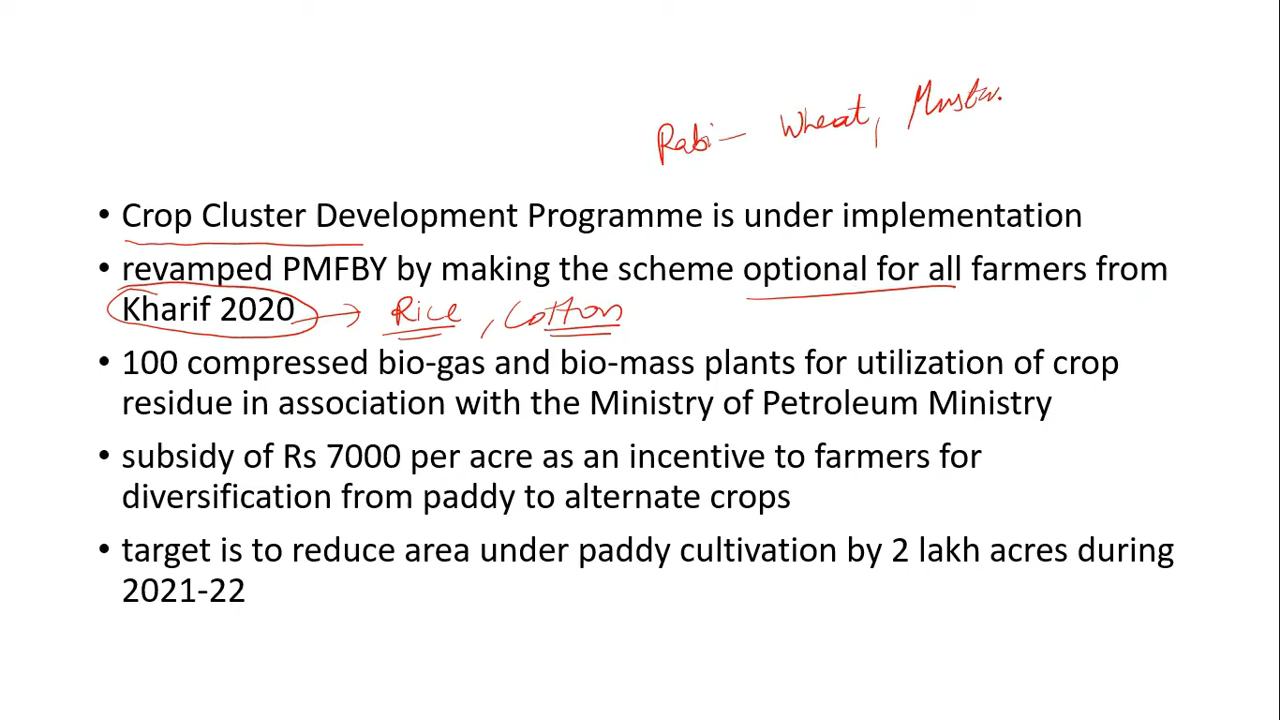 Rabi - Wheat, Mustar.
• Crop Cluster Development Programme is under implementation
• revamped PMFBY by making the scheme optional for all farmers from
Kharif 2020 → Rice, Cotton
• 100 compressed bio-gas and bio-mass plants for utilization of crop
residue in association with the Ministry of Petroleum Ministry
• subsidy of Rs 7000 per acre as an incentive to farmers for
diversification from paddy to alternate crops
• target is to reduce area under paddy cultivation by 2 lakh acres during
2021-22